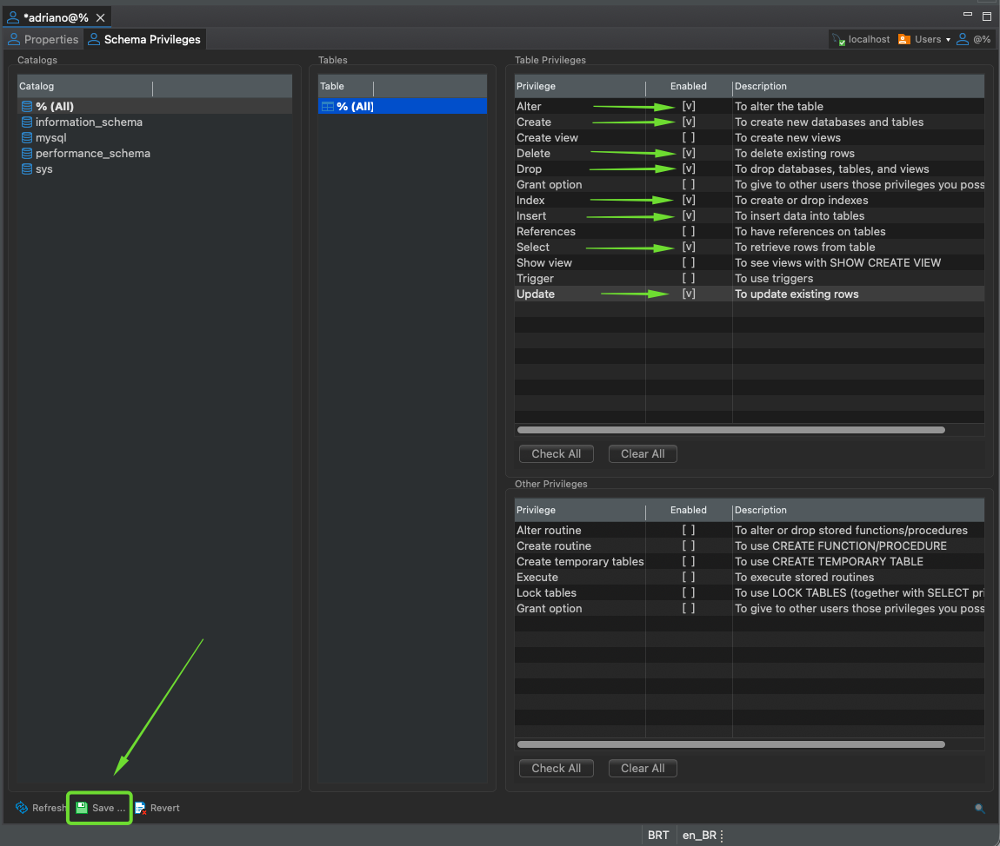 *adriano@%
Properties
Schema Privileges
localhost
Users
@%
Catalogs
Catalog
% (All)
information_schema
mysql
performance_schema
sys
Tables
Table
% (All)
Table Privileges
Privilege Enabled Description
Alter [v] To alter the table
Create [v] To create new databases and tables
Create view [ ] To create new views
Delete [v] To delete existing rows
Drop [v] To drop databases, tables, and views
Grant option [ ] To give to other users those privileges you poss
Index [v] To create or drop indexes
Insert [v] To insert data into tables
References [ ] To have references on tables
Select [v] To retrieve rows from table
Show view [ ] To see views with SHOW CREATE VIEW
Trigger [ ] To use triggers
Update [v] To update existing rows
Check All
Clear All
Other Privileges
Privilege Enabled Description
Alter routine [ ] To alter or drop stored functions/procedures
Create routine [ ] To use CREATE FUNCTION/PROCEDURE
Create temporary tables [ ] To use CREATE TEMPORARY TABLE
Execute [ ] To execute stored routines
Lock tables [ ] To use LOCK TABLES (together with SELECT pri
Grant option [ ] To give to other users those privileges you poss
Check All
Clear All
Refresh
Save ...
Revert
BRT
en_BR